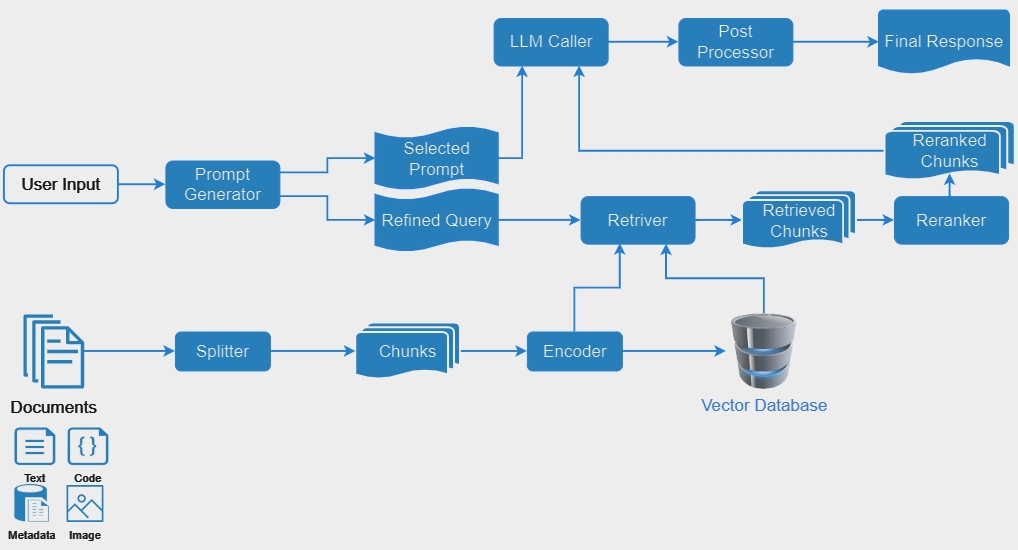 LLM Caller
Post
Processor
Final Response
User Input
Prompt
Generator
Selected
Prompt
Refined Query
Retriver
Retrieved
Chunks
Reranker
Reranked
Chunks
Splitter
Chunks
Encoder
Vector Database
Documents
Text
Code
Metadata
Image